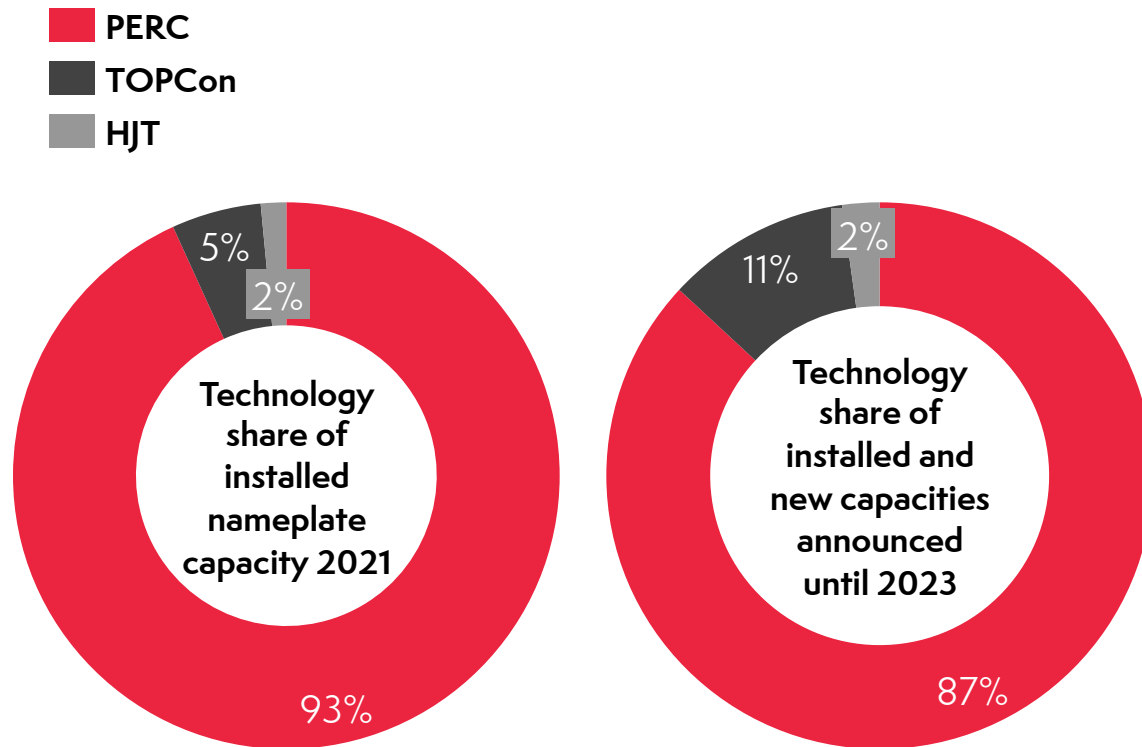 PERC
TOPCon
HJT
5%
2%
Technology
share of
installed
nameplate
capacity 2021
93%
11%
2%
Technology
share of
installed and
new capacities
announced
until 2023
87%